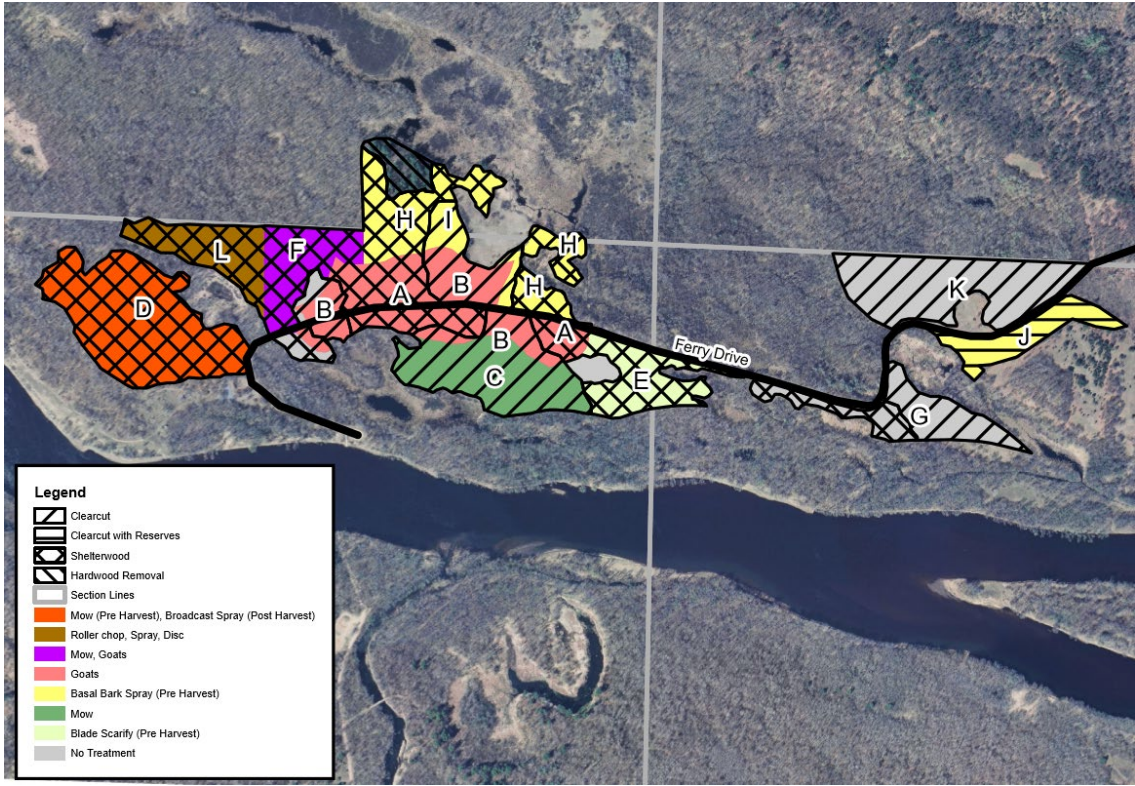 H
I
H
L
F
B
D
A
H
B
K
A
B
Ferry Drive
J
C
E
G
Legend
Clearcut
Clearcut with Reserves
Shelterwood
Hardwood Removal
Section Lines
Mow (Pre Harvest), Broadcast Spray (Post Harvest)
Roller chop, Spray, Disc
Mow, Goats
Goats
Basal Bark Spray (Pre Harvest)
Mow
Blade Scarify (Pre Harvest)
No Treatment